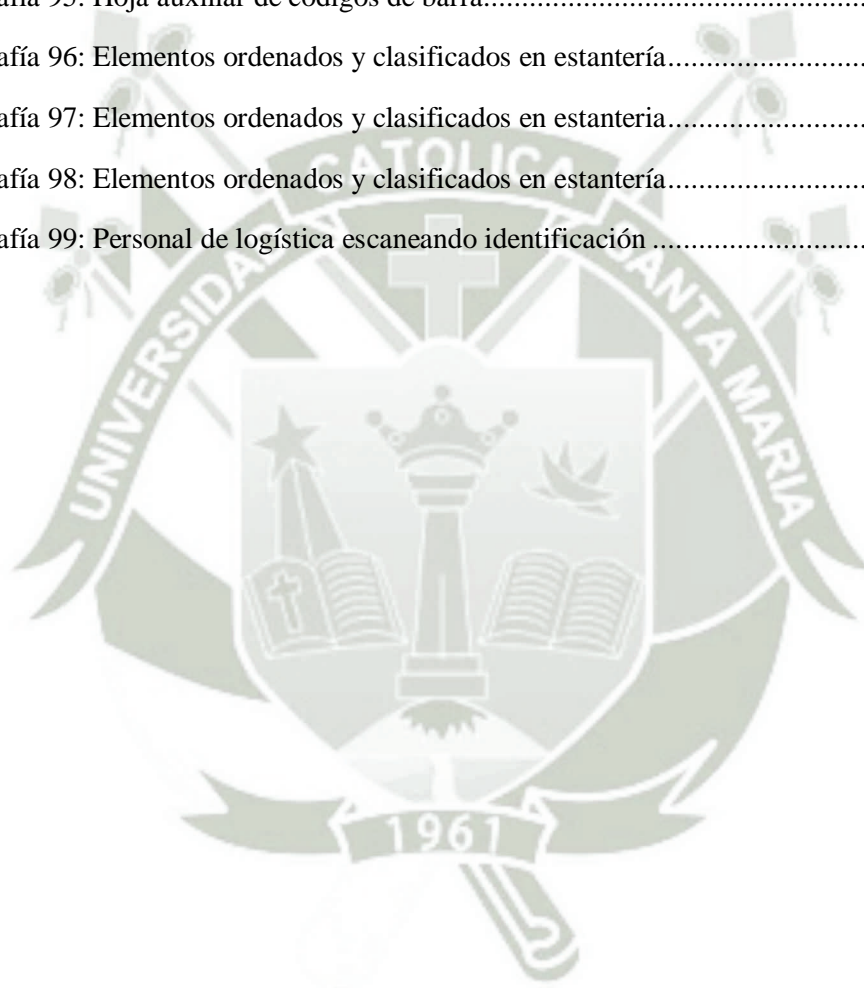 afía 95: Hoja auxiliar de códigos de barra...............................................
afía 96: Elementos ordenados y clasificados en estantería.........................
afía 97: Elementos ordenados y clasificados en estanteria.........................
afía 98: Elementos ordenados y clasificados en estantería.........................
afía 99: Personal de logística escaneando identificación ...........................
UNIVERSIDAD CATOLICA SANTA MARIA
1961